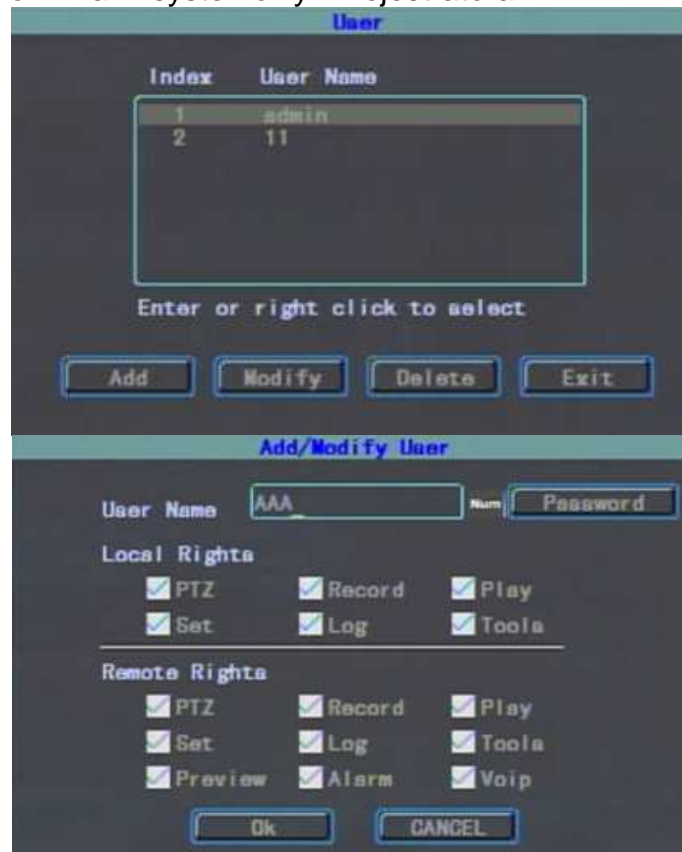 User
Index User Name
1 admin
2 11
Enter or right click to select
Add Modify Delete Exit
Add/Modify User
User Name AAA_ Num Password
Local Rights
PTZ Record Play
Set Log Tools
Remote Rights
PTZ Record Play
Set Log Tools
Preview Alarm Voip
Ok CANCEL